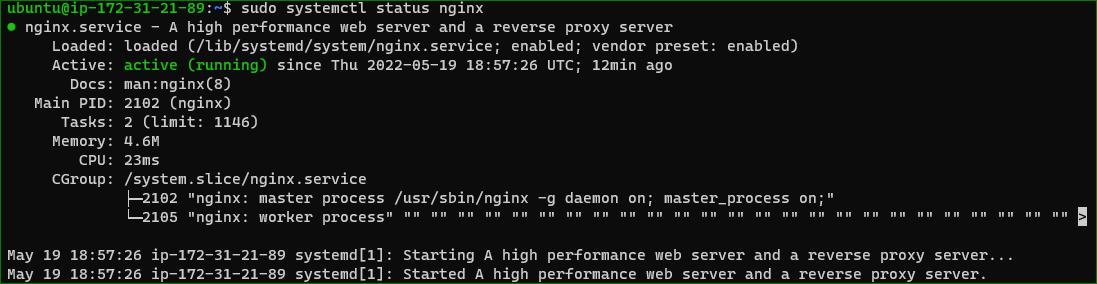 ubuntu@ip-172-31-21-89:~$ sudo systemctl status nginx
● nginx.service - A high performance web server and a reverse proxy server
     Loaded: loaded (/lib/systemd/system/nginx.service; enabled; vendor preset: enabled)
     Active: active (running) since Thu 2022-05-19 18:57:26 UTC; 12min ago
       Docs: man:nginx(8)
   Main PID: 2102 (nginx)
      Tasks: 2 (limit: 1146)
     Memory: 4.6M
        CPU: 23ms
     CGroup: /system.slice/nginx.service
             ├─2102 "nginx: master process /usr/sbin/nginx -g daemon on; master_process on;"
             └─2105 "nginx: worker process" "" "" "" "" "" "" "" "" "" "" "" "" "" "" "" "" "" "" "" "" "" "" "" "" "" >

May 19 18:57:26 ip-172-31-21-89 systemd[1]: Starting A high performance web server and a reverse proxy server...
May 19 18:57:26 ip-172-31-21-89 systemd[1]: Started A high performance web server and a reverse proxy server.